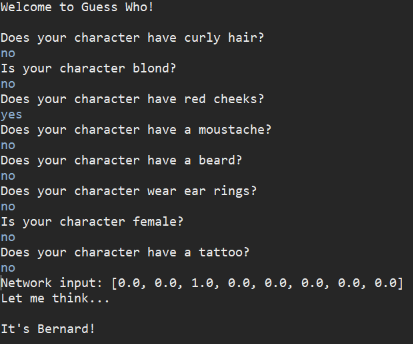 Welcome to Guess Who!
Does your character have curly hair?
no
Is your character blond?
no
Does your character have red cheeks?
yes
Does your character have a moustache?
no
Does your character have a beard?
no
Does your character wear ear rings?
no
Is your character female?
no
Does your character have a tattoo?
no
Network input: [0.0, 0.0, 1.0, 0.0, 0.0, 0.0, 0.0, 0.0]
Let me think...
It's Bernard!